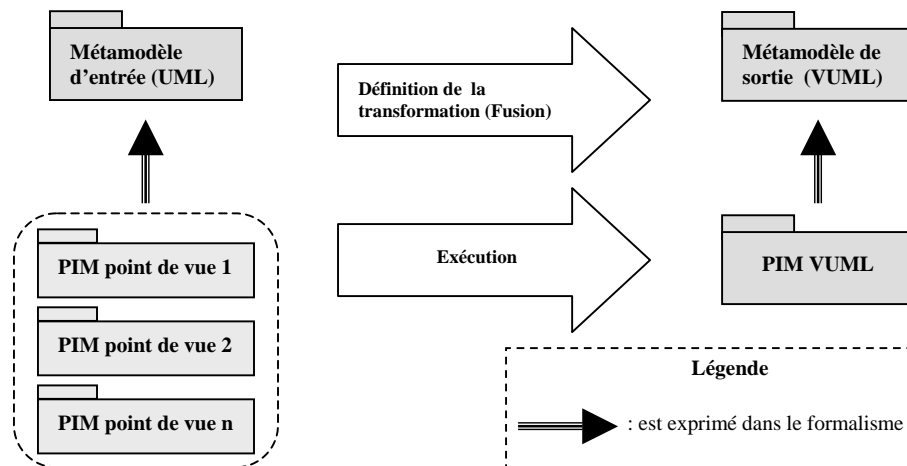 Métamodèle
d'entrée (UML)
Définition de la
transformation (Fusion)
Métamodèle de
sortie (VUML)
PIM point de vue 1
PIM point de vue 2
PIM point de vue n
Exécution
PIM VUML
Légende
: est exprimé dans le formalisme